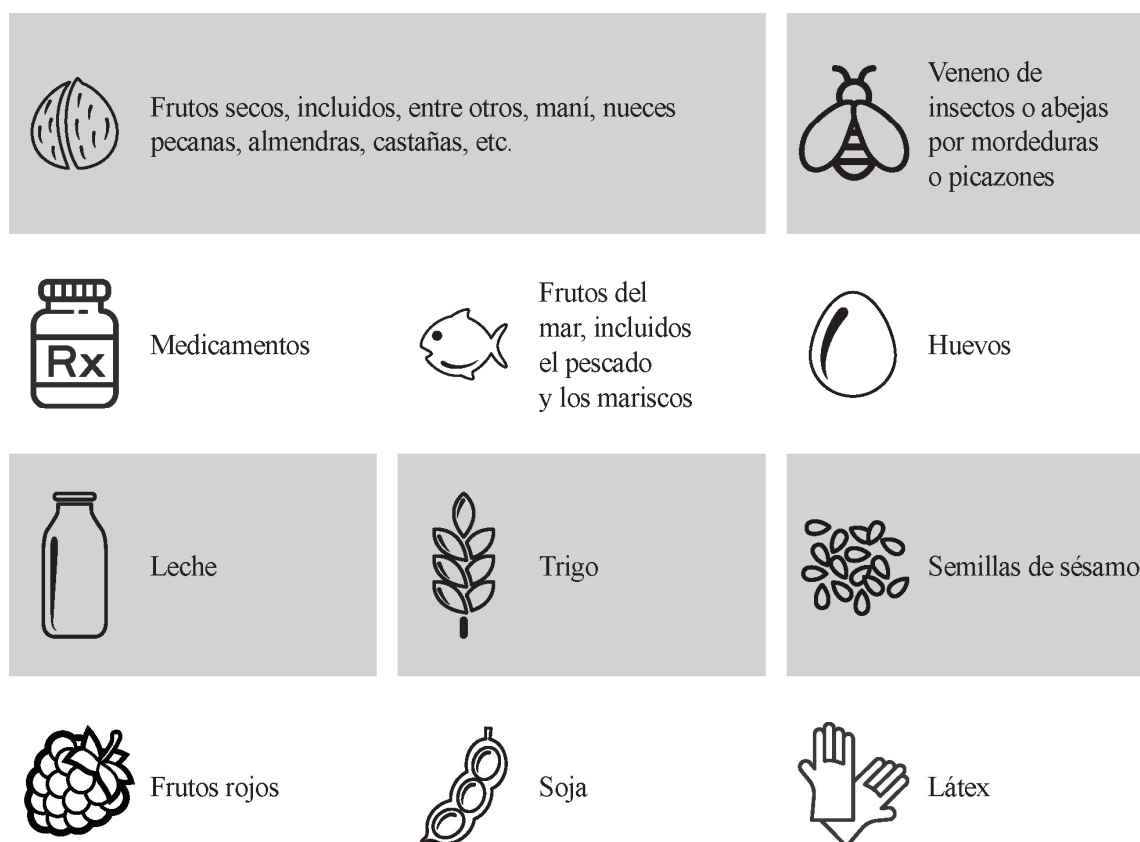 Frutos secos, incluidos, entre otros, maní, nueces
pecanas, almendras, castañas, etc.
Veneno de
insectos o abejas
por mordeduras
o picazones
Rx
Medicamentos
Frutos del
mar, incluidos
el pescado
y los mariscos
Huevos
Leche
Trigo
Semillas de sésamo
Frutos rojos
Soja
Látex